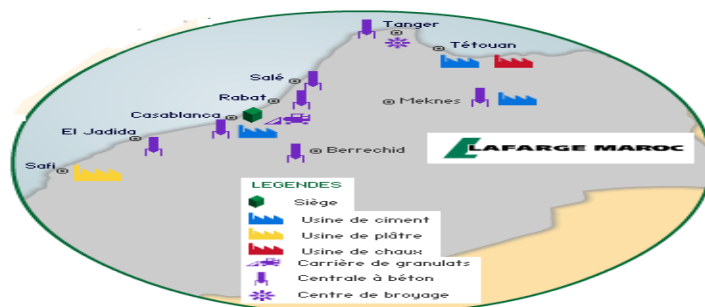 Tanger
Tétouan
Salé
Rabat
Meknes
Casablanca
El Jadida
Berrechid
LAFARGE MAROC
Safi
LEGENDES
Siège
Usine de ciment
Usine de plâtre
Usine de chaux
Carrière de granulats
Centrale à béton
Centre de broyage